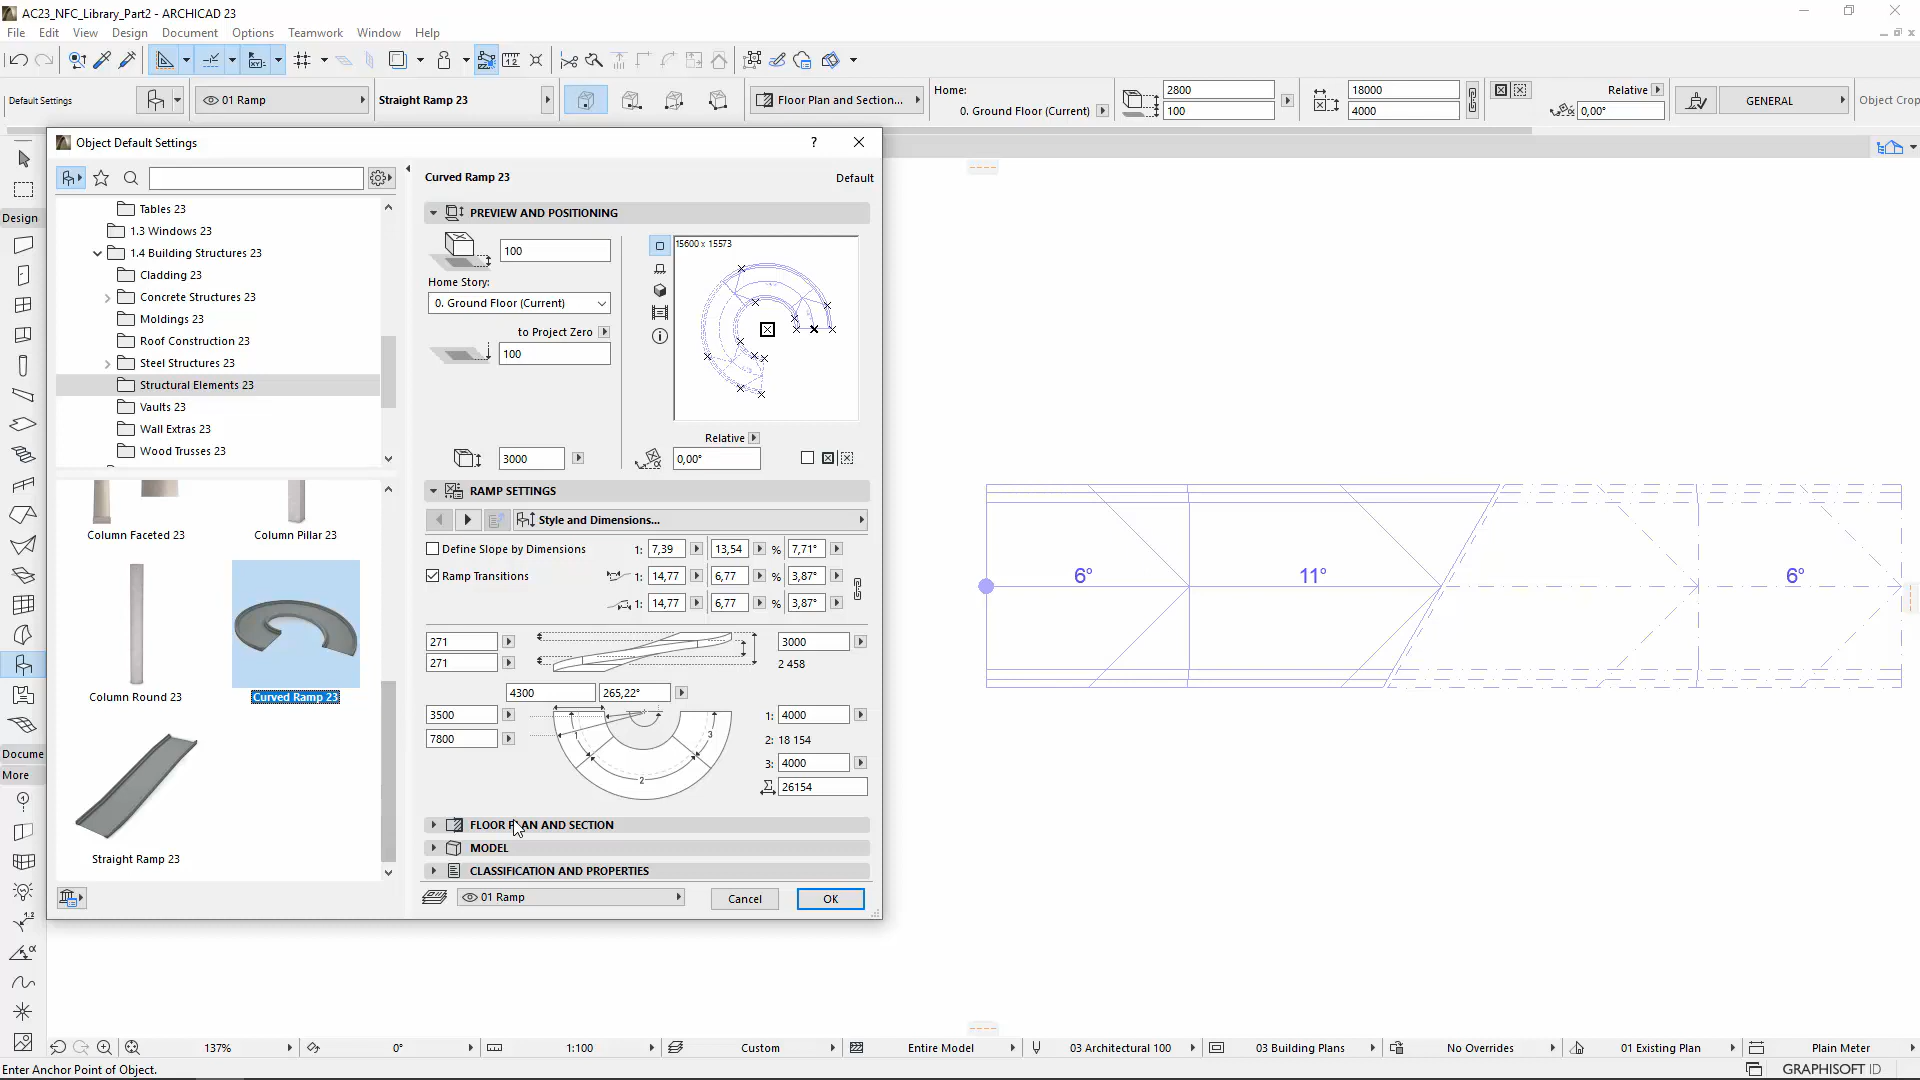 AC23_NFC_Library_Part2 - ARCHICAD 23
File Edit View Design Document Options Teamwork Window Help
Default Settings
01 Ramp
Straight Ramp 23
Floor Plan and Section...
Home:
0. Ground Floor (Current)
2800
100
18000
4000
Relative
0,00°
GENERAL
Object Crop
Object Default Settings
?
Curved Ramp 23
Default
Tables 23
1.3 Windows 23
1.4 Building Structures 23
Cladding 23
Concrete Structures 23
Moldings 23
Roof Construction 23
Steel Structures 23
Structural Elements 23
Vaults 23
Wall Extras 23
Wood Trusses 23
Column Faceted 23
Column Pillar 23
Column Round 23
Curved Ramp 23
Straight Ramp 23
PREVIEW AND POSITIONING
100
Home Story:
0. Ground Floor (Current)
to Project Zero
100
3000
15600 x 15573
Relative
0,00°
RAMP SETTINGS
Style and Dimensions...
Define Slope by Dimensions 1: 7,39 13,54 % 7,71°
Ramp Transitions 1: 14,77 6,77 % 3,87°
1: 14,77 6,77 % 3,87°
271 3000
271 2 458
4300 265,22°
3500 1: 4000
7800 2: 18 154
3: 4000
26154
1 2 3
FLOOR PLAN AND SECTION
MODEL
CLASSIFICATION AND PROPERTIES
01 Ramp
Cancel
OK
Design
Docume
More
6°
11°
6°
137% 0° 1:100 Custom Entire Model 03 Architectural 100 03 Building Plans No Overrides 01 Existing Plan Plain Meter
Enter Anchor Point of Object.
GRAPHISOFT ID